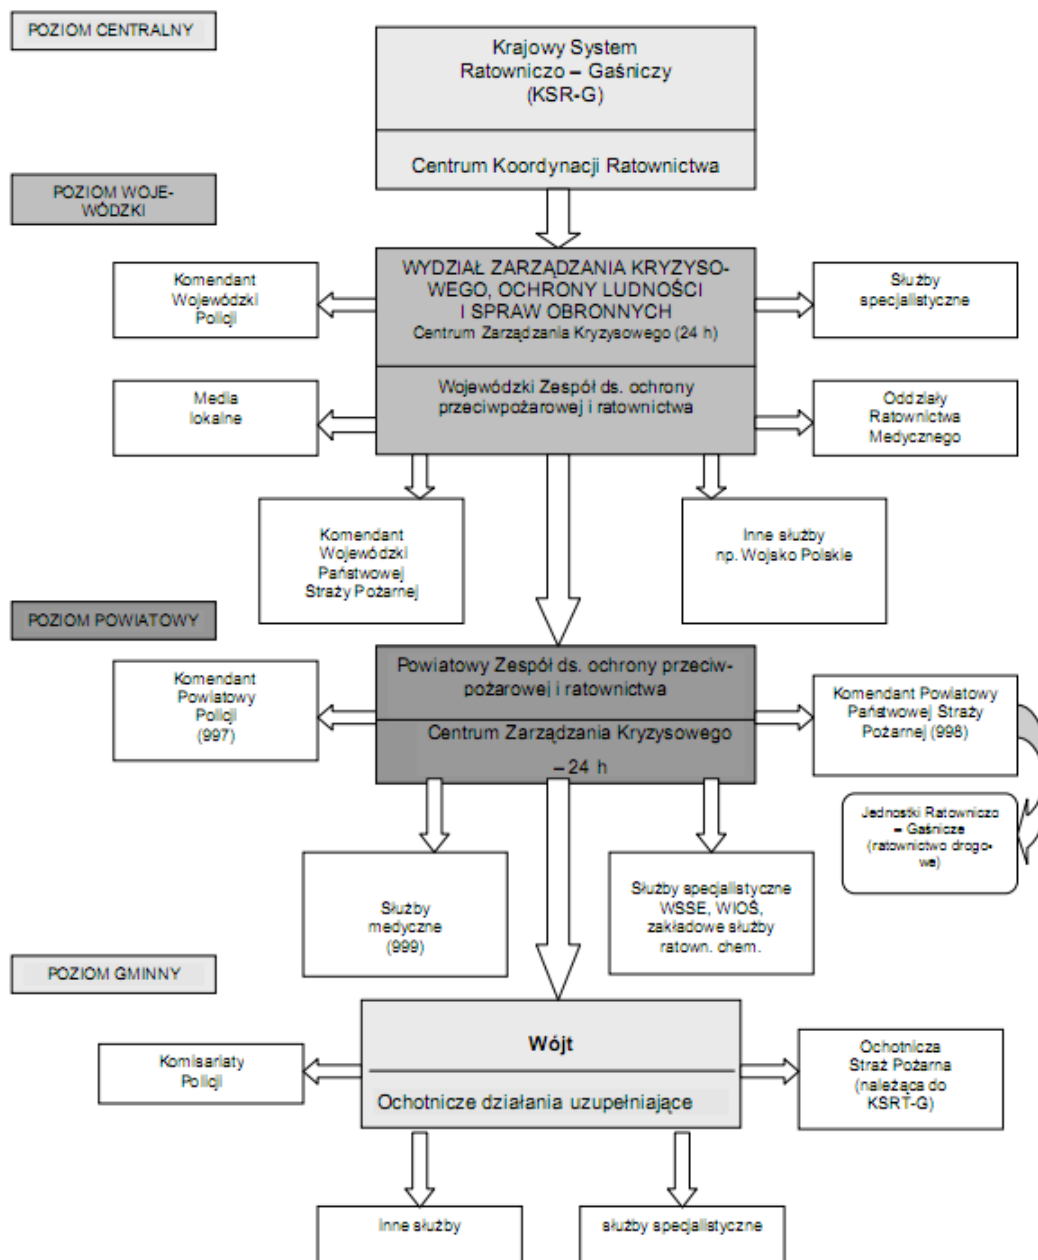 POZIOM CENTRALNY
Krajowy System
Ratowniczo – Gaśniczy
(KSR-G)
Centrum Koordynacji Ratownictwa
POZIOM WOJE-
WÓDZKI
WYDZIAŁ ZARZĄDZANIA KRYZYSO-
WEGO, OCHRONY LUDNOŚCI
I SPRAW OBRONNYCH
Centrum Zarządzania Kryzysowego (24 h)
Wojewódzki Zespół ds. ochrony
przeciwpożarowej i ratownictwa
Komendant
Wojewódzki
Policji
Służby
specjalistyczne
Media
lokalne
Oddziały
Ratownictwa
Medycznego
Komendant
Wojewódzki
Państwowej
Straży Pożarnej
Inne służby
np. Wojsko Polskie
POZIOM POWIATOWY
Powiatowy Zespół ds. ochrony przeciw-
pożarowej i ratownictwa
Centrum Zarządzania Kryzysowego
– 24 h
Komendant
Powiatowy
Policji
(997)
Komendant Powiatowy
Państwowej Straży
Pożarnej (998)
Jednostki Ratowniczo
– Gaśnicze
(ratownictwo drogo-
we)
Służby
medyczne
(999)
Służby specjalistyczne
WSSE, WIOŚ,
zakładowe służby
ratown. chem.
POZIOM GMINNY
Wójt
Ochotnicze działania uzupełniające
Komisariaty
Policji
Ochotnicza
Straż Pożarna
(należąca do
KSRT-G)
inne służby
służby specjalistyczne